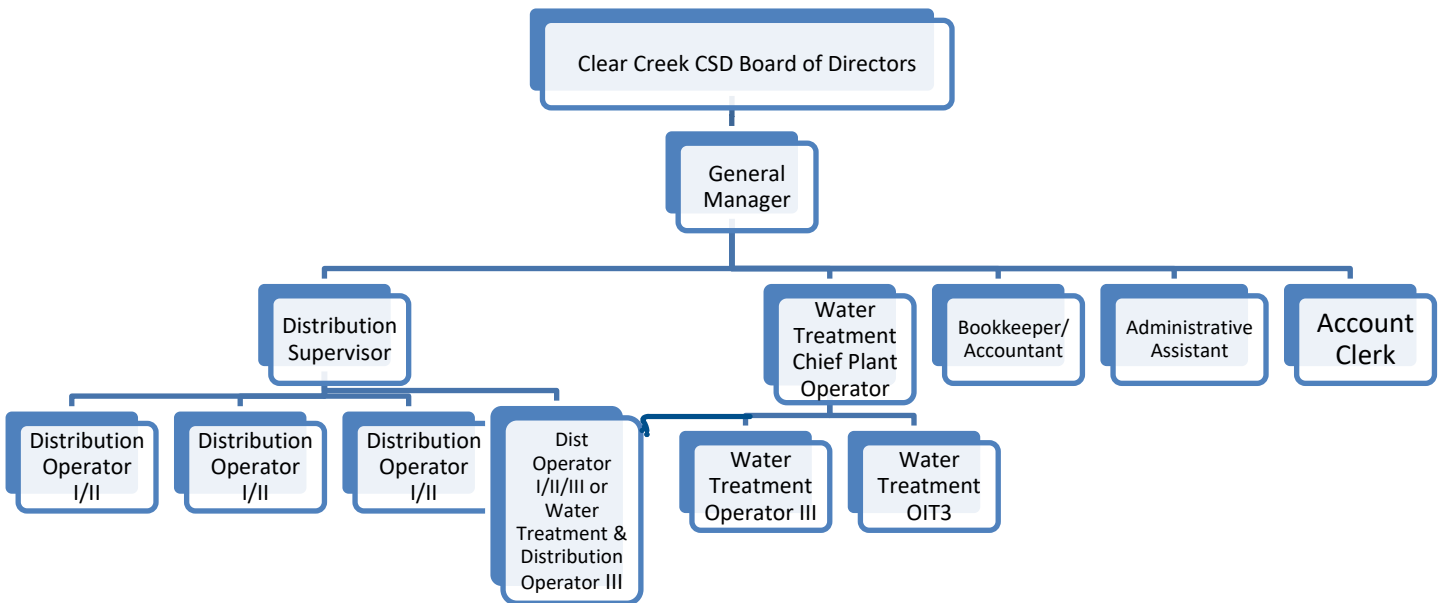 Clear Creek CSD Board of Directors
General
Manager
Distribution
Supervisor
Water
Treatment
Chief Plant
Operator
Bookkeeper/
Accountant
Administrative
Assistant
Account
Clerk
Distribution
Operator
I/II
Distribution
Operator
I/II
Distribution
Operator
I/II
Dist
Operator
I/II/III or
Water
Treatment &
Distribution
Operator III
Water
Treatment
Operator III
Water
Treatment
OIT3